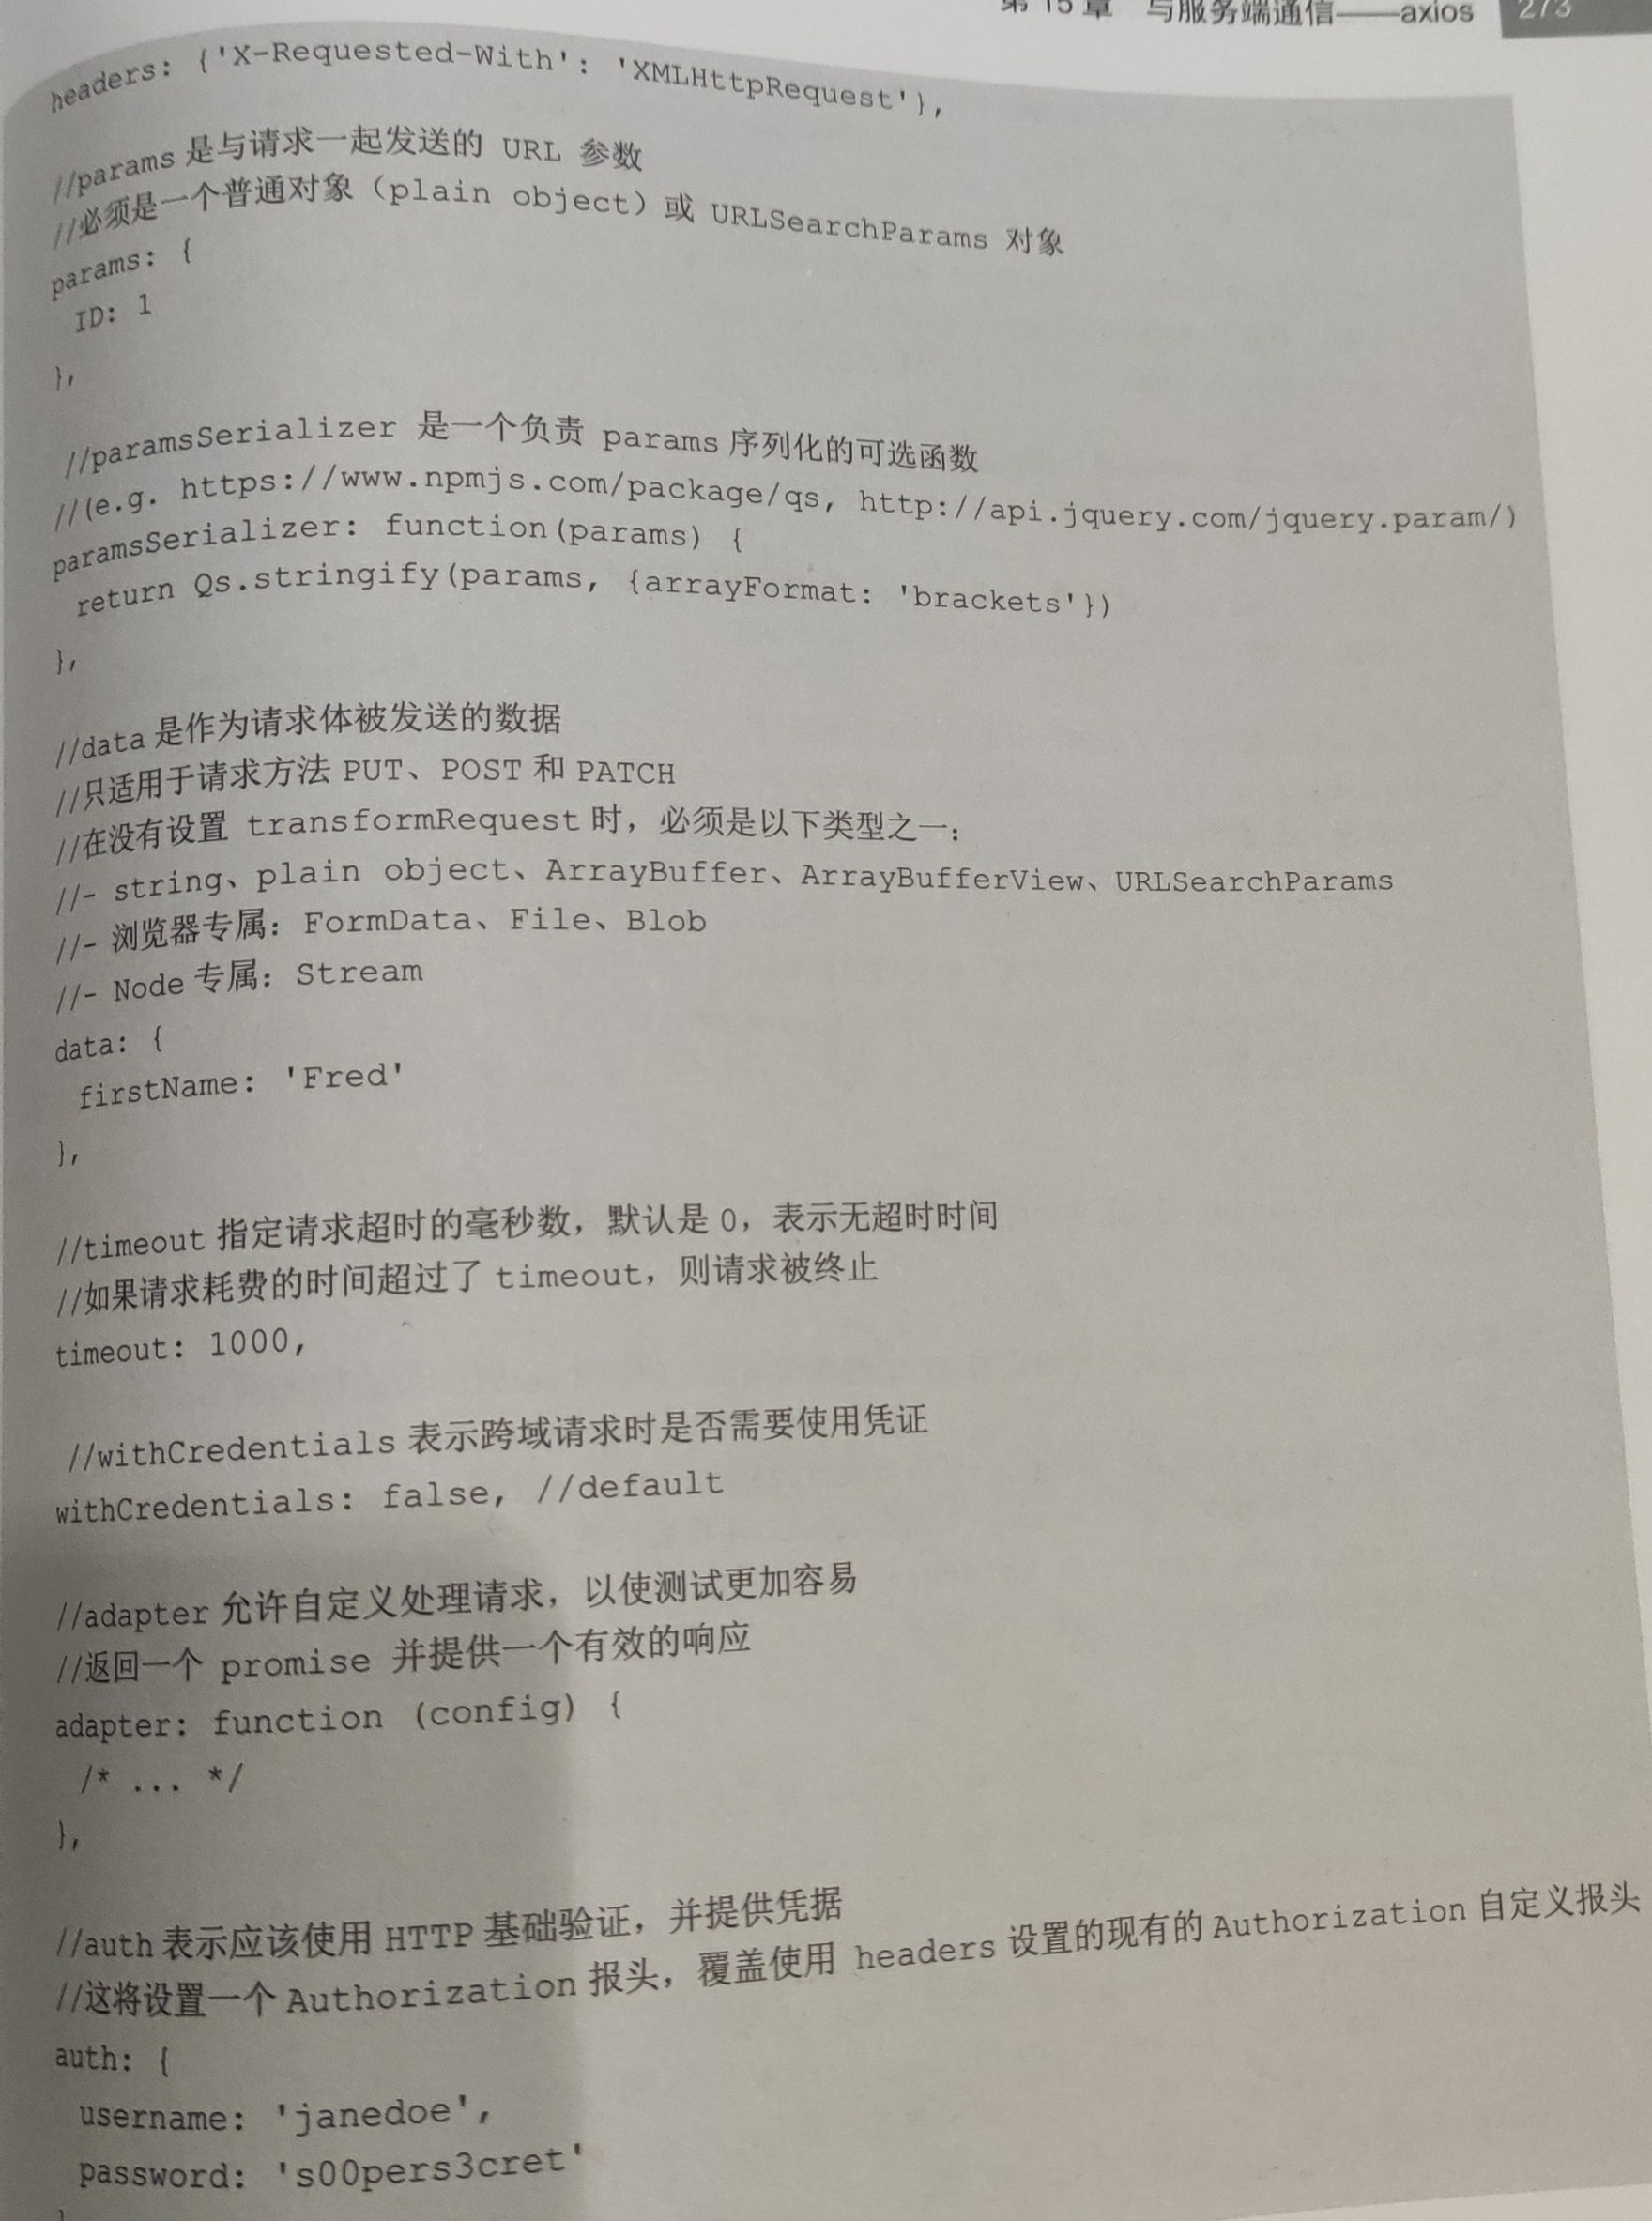 第 15 章 与服务端通信——axios 273
headers: {'X-Requested-With': 'XMLHttpRequest'},
//params 是与请求一起发送的 URL 参数
//必须是一个普通对象（plain object）或 URLSearchParams 对象
params: {
ID: 1
},
//paramsSerializer 是一个负责 params 序列化的可选函数
//(e.g. https://www.npmjs.com/package/qs, http://api.jquery.com/jquery.param/)
paramsSerializer: function(params) {
return Qs.stringify(params, {arrayFormat: 'brackets'})
},
//data 是作为请求体被发送的数据
//只适用于请求方法 PUT、POST 和 PATCH
//在没有设置 transformRequest 时，必须是以下类型之一：
//- string、plain object、ArrayBuffer、ArrayBufferView、URLSearchParams
//- 浏览器专属：FormData、File、Blob
//- Node 专属：Stream
data: {
firstName: 'Fred'
},
//timeout 指定请求超时的毫秒数，默认是 0，表示无超时时间
//如果请求耗费的时间超过了 timeout，则请求被终止
timeout: 1000,
//withCredentials 表示跨域请求时是否需要使用凭证
withCredentials: false, //default
//adapter 允许自定义处理请求，以使测试更加容易
//返回一个 promise 并提供一个有效的响应
adapter: function (config) {
/* ... */
},
//auth 表示应该使用 HTTP 基础验证，并提供凭据
//这将设置一个 Authorization 报头，覆盖使用 headers 设置的现有的 Authorization 自定义报头
auth: {
username: 'janedoe',
password: 's00pers3cret'